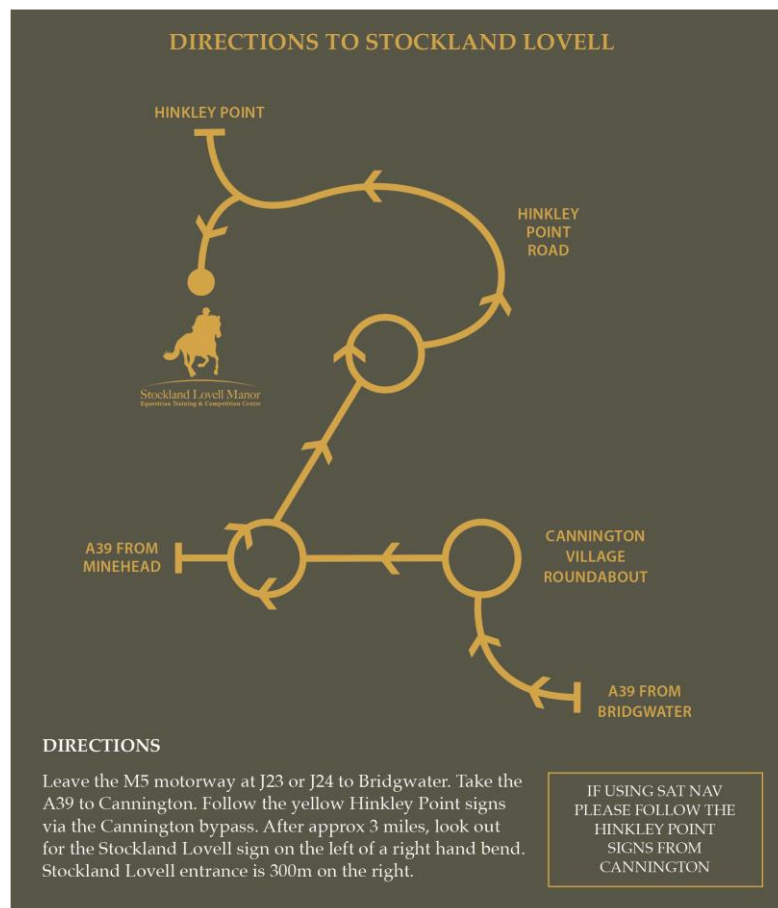 DIRECTIONS TO STOCKLAND LOVELL
HINKLEY POINT
HINKLEY
POINT
ROAD
Stockland Lovell Manor
Equestrian Training & Competition Centre
A39 FROM
MINEHEAD
CANNINGTON
VILLAGE
ROUNDABOUT
A39 FROM
BRIDGWATER
DIRECTIONS
Leave the M5 motorway at J23 or J24 to Bridgwater. Take the
A39 to Cannington. Follow the yellow Hinkley Point signs
via the Cannington bypass. After approx 3 miles, look out
for the Stockland Lovell sign on the left of a right hand bend.
Stockland Lovell entrance is 300m on the right.
IF USING SAT NAV
PLEASE FOLLOW THE
HINKLEY POINT
SIGNS FROM
CANNINGTON